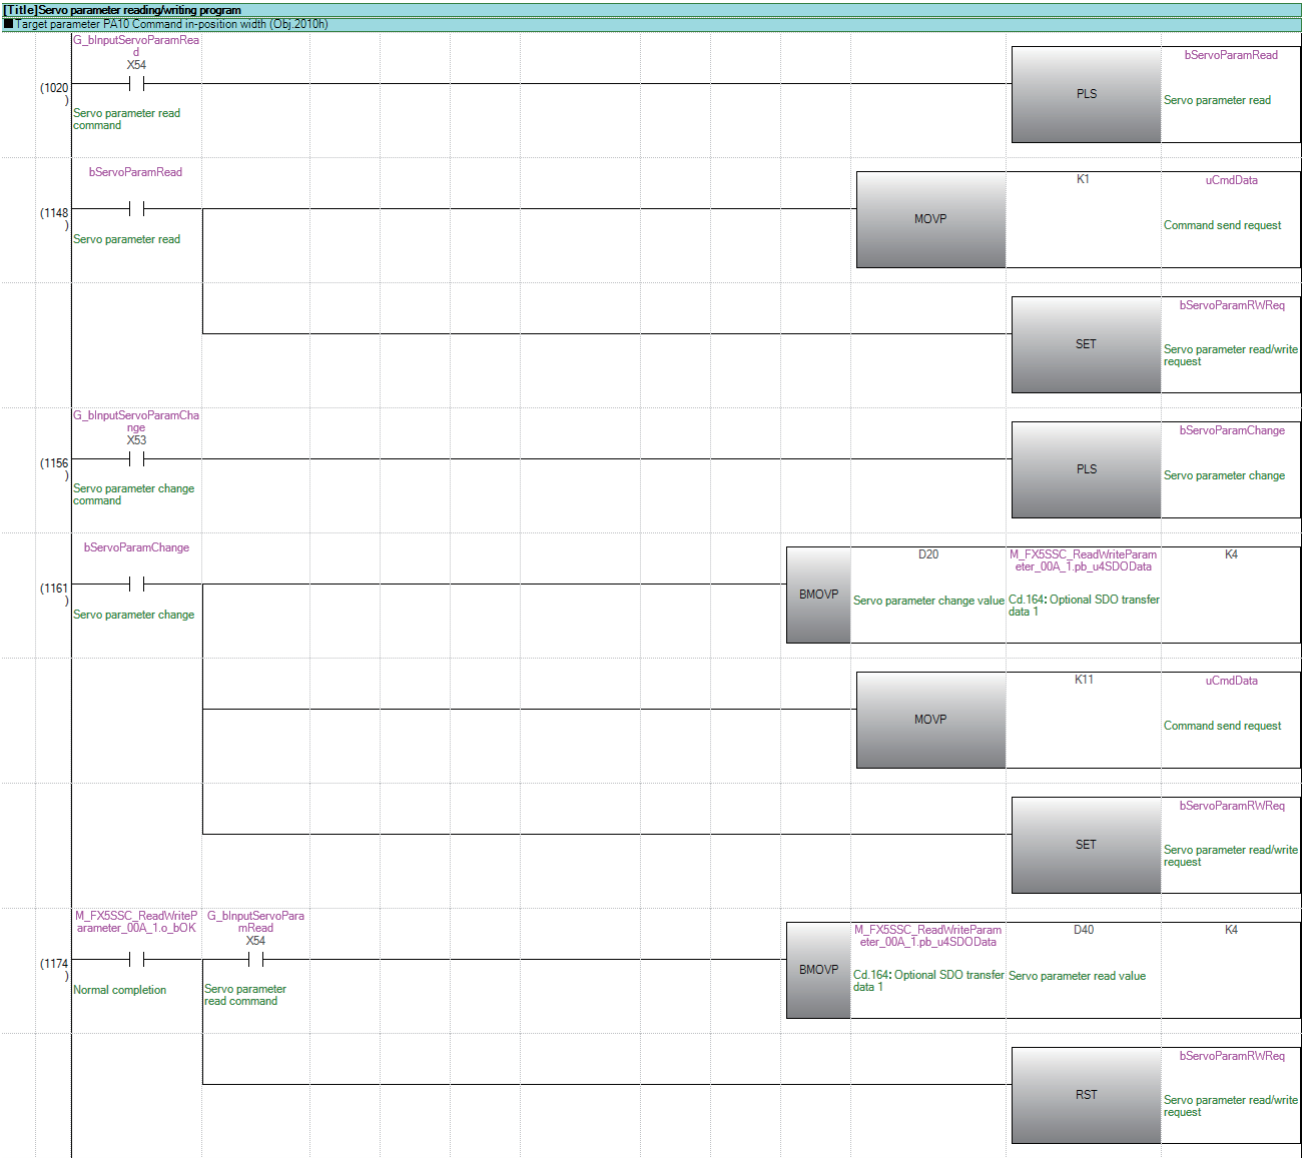 [Title]Servo parameter reading/writing program
■Target parameter PA10 Command in-position width (Obj.2010h)
G_bInputServoParamRea
d
X54
(1020
)
Servo parameter read
command
PLS
bServoParamRead
Servo parameter read
bServoParamRead
(1148
)
Servo parameter read
MOVP
K1
uCmdData
Command send request
SET
bServoParamRWReq
Servo parameter read/write
request
G_bInputServoParamCha
nge
X53
(1156
)
Servo parameter change
command
PLS
bServoParamChange
Servo parameter change
bServoParamChange
(1161
)
Servo parameter change
BMOVP
D20
Servo parameter change value
M_FX5SSC_ReadWriteParam
eter_00A_1.pb_u4SDOData
Cd.164: Optional SDO transfer
data 1
K4
MOVP
K11
uCmdData
Command send request
SET
bServoParamRWReq
Servo parameter read/write
request
M_FX5SSC_ReadWriteP
arameter_00A_1.o_bOK
(1174
)
Normal completion
G_bInputServoPara
mRead
X54
Servo parameter
read command
BMOVP
M_FX5SSC_ReadWriteParam
eter_00A_1.pb_u4SDOData
Cd.164: Optional SDO transfer
data 1
D40
Servo parameter read value
K4
RST
bServoParamRWReq
Servo parameter read/write
request